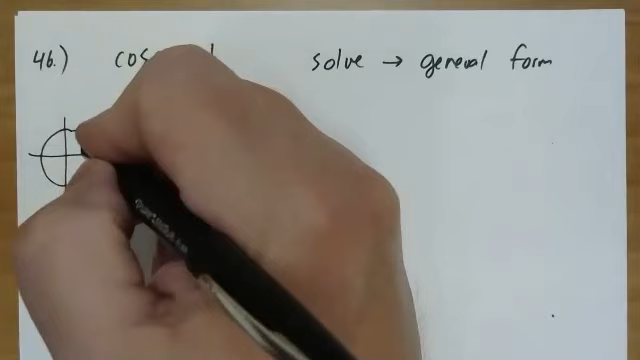 46.) cos solve → general form